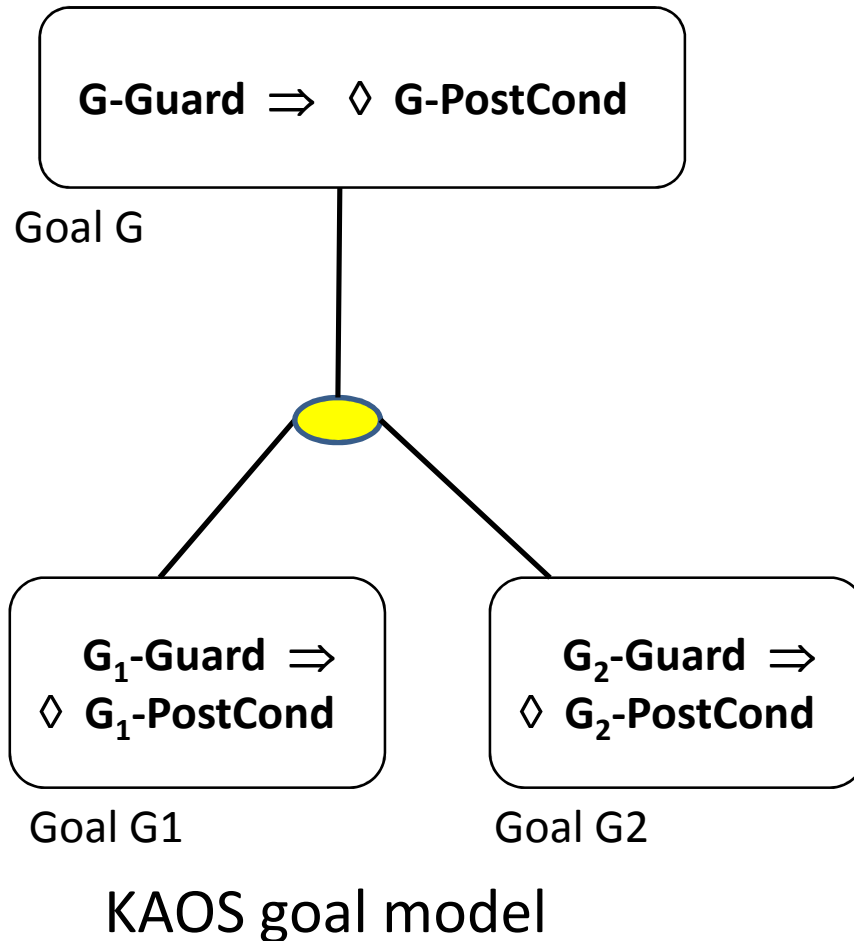 G-Guard ⇒ ◊ G-PostCond
Goal G
G₁-Guard ⇒
◊ G₁-PostCond
G₂-Guard ⇒
◊ G₂-PostCond
Goal G1
Goal G2
KAOS goal model